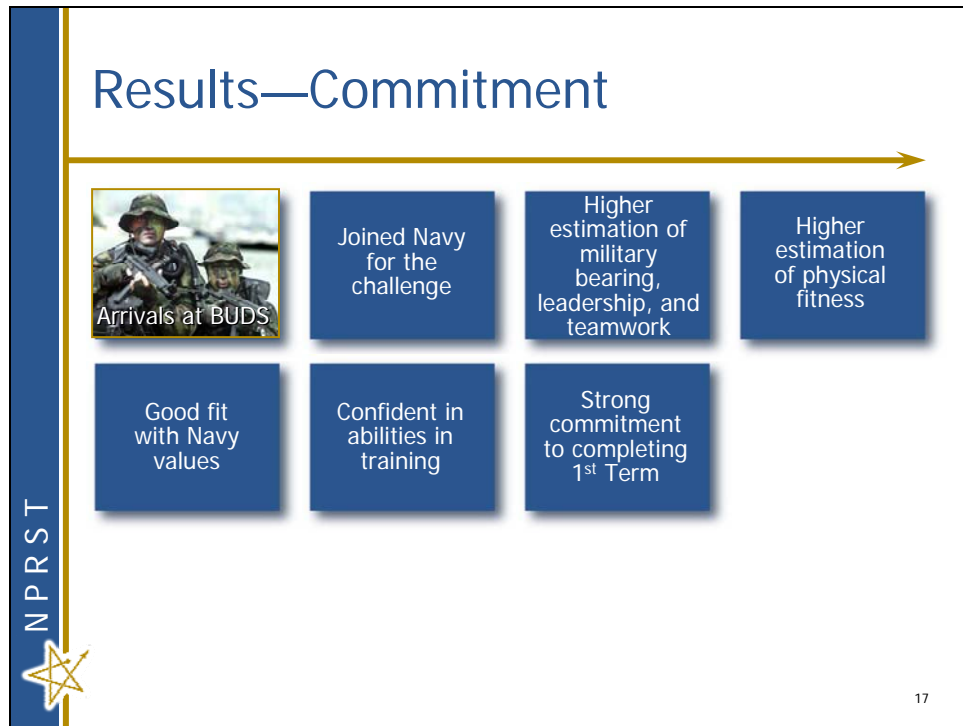 Results—Commitment
Arrivals at BUDS
Joined Navy
for the
challenge
Higher
estimation of
military
bearing,
leadership, and
teamwork
Higher
estimation
of physical
fitness
Good fit
with Navy
values
Confident in
abilities in
training
Strong
commitment
to completing
1st Term
NPRST
17